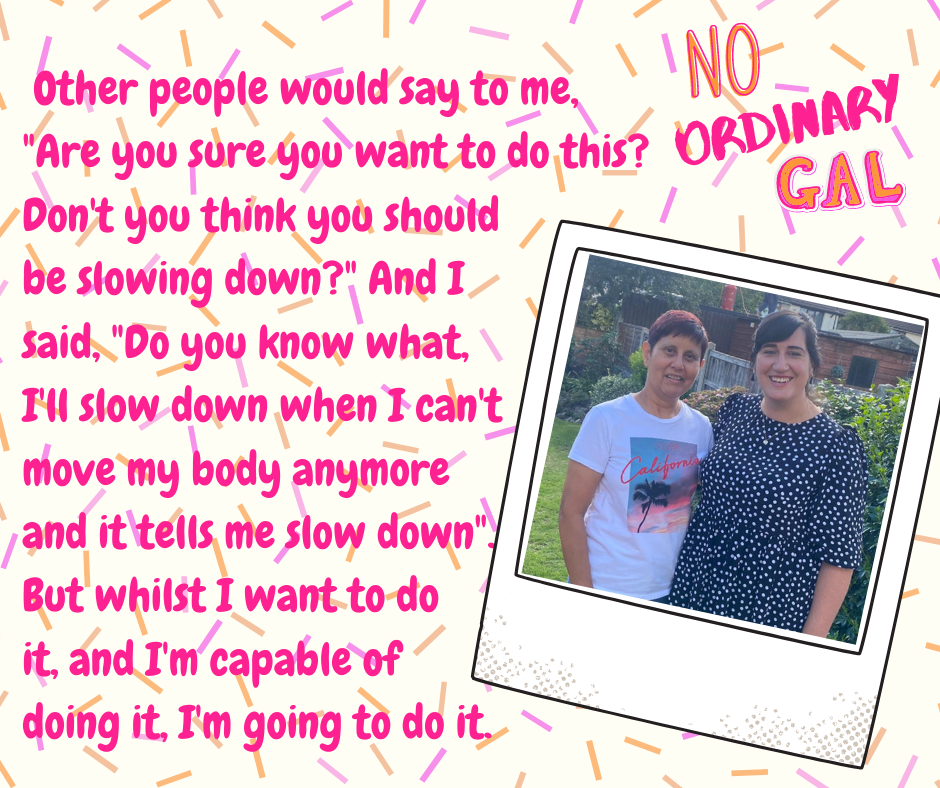 Other people would say to me,
"Are you sure you want to do this?
Don't you think you should
be slowing down?" And I
said, "Do you know what,
I'll slow down when I can't
move my body anymore
and it tells me slow down".
But whilst I want to do
it, and I'm capable of
doing it, I'm going to do it.
NO
ORDINARY
GAL
California